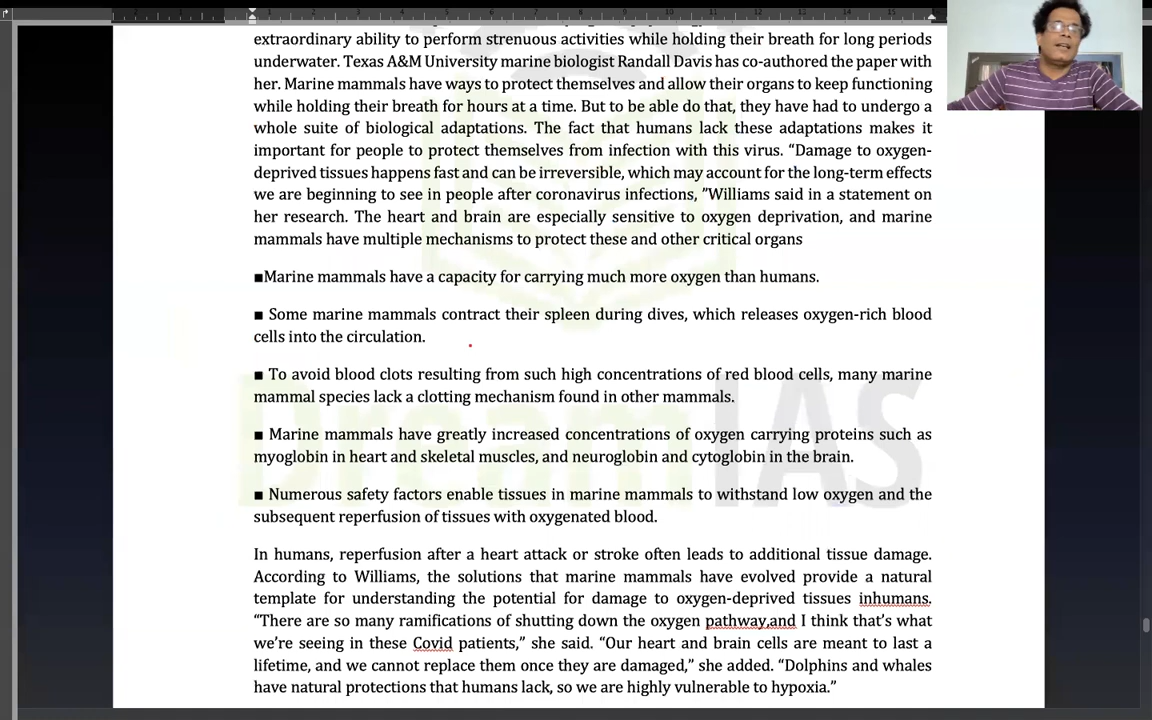 extraordinary ability to perform strenuous activities while holding their breath for long periods
underwater. Texas A&M University marine biologist Randall Davis has co-authored the paper with
her. Marine mammals have ways to protect themselves and allow their organs to keep functioning
while holding their breath for hours at a time. But to be able do that, they have had to undergo a
whole suite of biological adaptations. The fact that humans lack these adaptations makes it
important for people to protect themselves from infection with this virus. “Damage to oxygen-
deprived tissues happens fast and can be irreversible, which may account for the long-term effects
we are beginning to see in people after coronavirus infections, ”Williams said in a statement on
her research. The heart and brain are especially sensitive to oxygen deprivation, and marine
mammals have multiple mechanisms to protect these and other critical organs
■Marine mammals have a capacity for carrying much more oxygen than humans.
■ Some marine mammals contract their spleen during dives, which releases oxygen-rich blood
cells into the circulation.
■ To avoid blood clots resulting from such high concentrations of red blood cells, many marine
mammal species lack a clotting mechanism found in other mammals.
■ Marine mammals have greatly increased concentrations of oxygen carrying proteins such as
myoglobin in heart and skeletal muscles, and neuroglobin and cytoglobin in the brain.
■ Numerous safety factors enable tissues in marine mammals to withstand low oxygen and the
subsequent reperfusion of tissues with oxygenated blood.
In humans, reperfusion after a heart attack or stroke often leads to additional tissue damage.
According to Williams, the solutions that marine mammals have evolved provide a natural
template for understanding the potential for damage to oxygen-deprived tissues inhumans.
“There are so many ramifications of shutting down the oxygen pathway,and I think that’s what
we’re seeing in these Covid patients,” she said. “Our heart and brain cells are meant to last a
lifetime, and we cannot replace them once they are damaged,” she added. “Dolphins and whales
have natural protections that humans lack, so we are highly vulnerable to hypoxia.”
Dream IAS